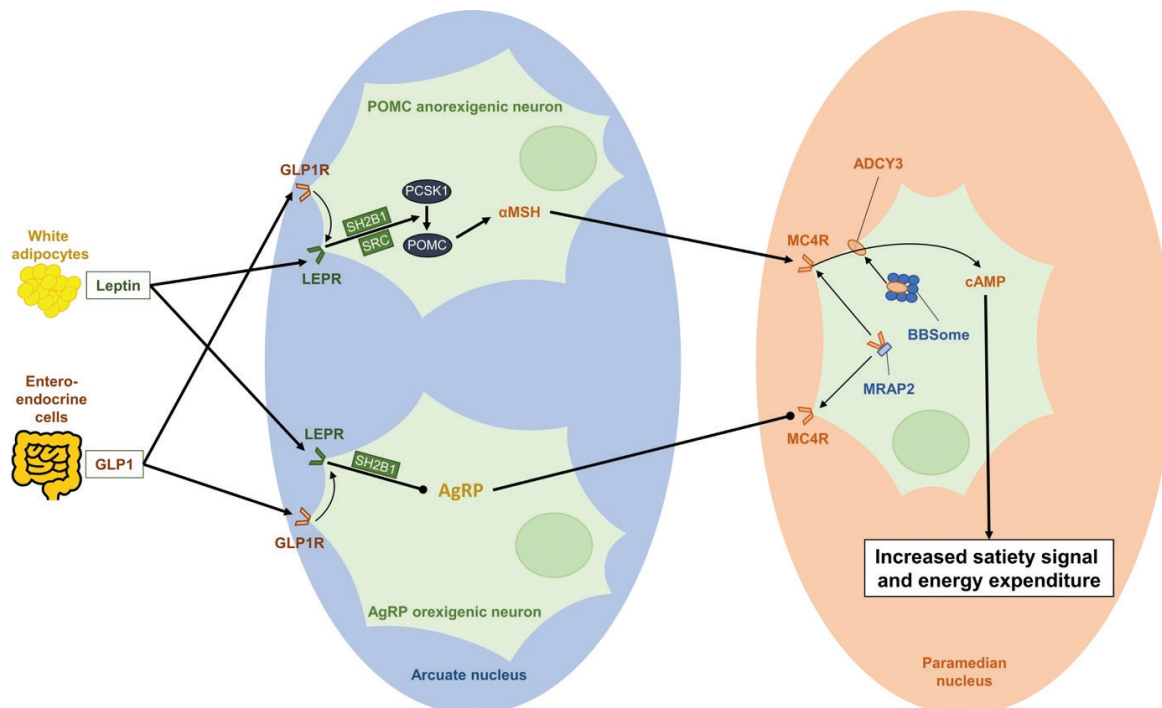 POMC anorexigenic neuron
GLP1R
PCSK1
SH2B1
SRC
POMC
αMSH
LEPR
White
adipocytes
Leptin
Entero-
endocrine
cells
GLP1
LEPR
SH2B1
AgRP
GLP1R
AgRP orexigenic neuron
Arcuate nucleus
ADCY3
MC4R
cAMP
BBSome
MRAP2
MC4R
Increased satiety signal
and energy expenditure
Paramedian
nucleus